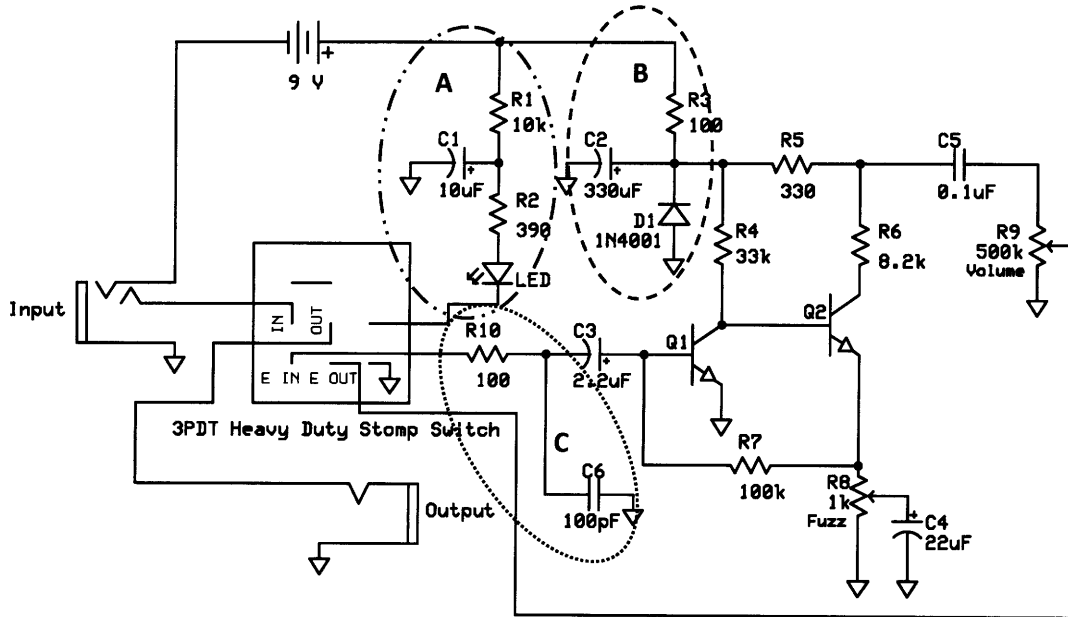 9 V
+
A
B
R1
10k
C1
+
10uF
R2
390
LED
R3
100
C2
+
330uF
D1
1N4001
R5
330
C5
0.1uF
R4
33k
R6
8.2k
R9
500k
Volume
Input
IN
OUT
E IN E OUT
3PDT Heavy Duty Stomp Switch
R10
100
C3
+
2.2uF
Q1
Q2
C
C6
100pF
R7
100k
R8
1k
Fuzz
+
C4
22uF
Output